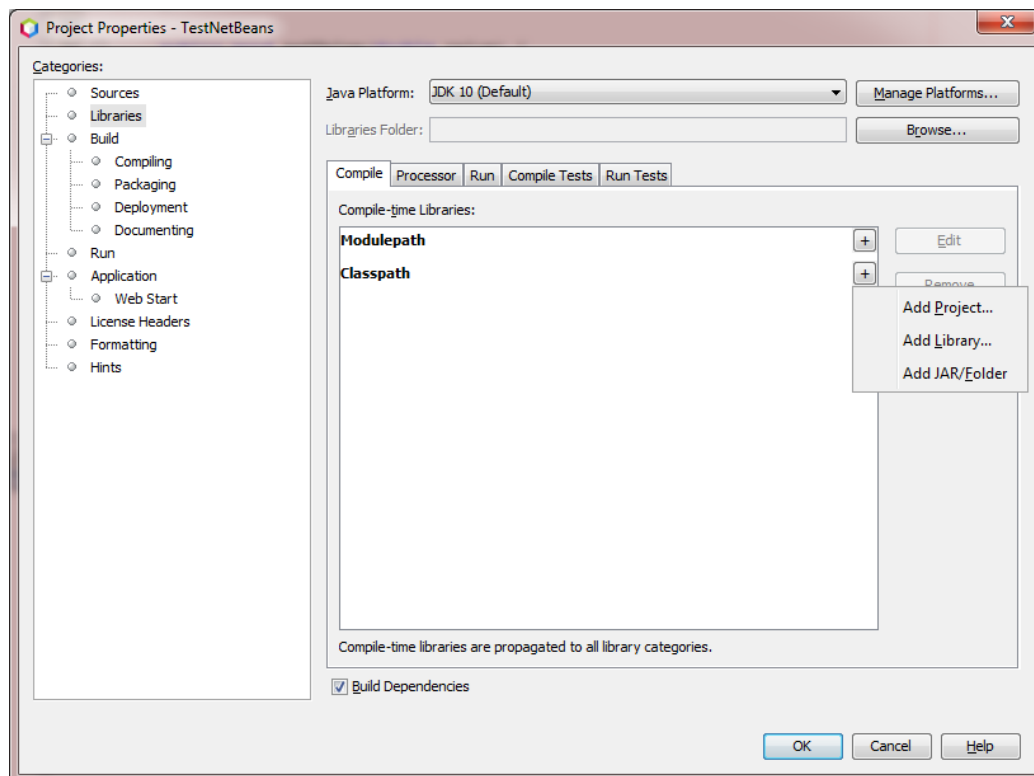 Project Properties - TestNetBeans
Categories:
Sources
Libraries
Build
Compiling
Packaging
Deployment
Documenting
Run
Application
Web Start
License Headers
Formatting
Hints
Java Platform: JDK 10 (Default) Manage Platforms...
Libraries Folder: Browse...
Compile Processor Run Compile Tests Run Tests
Compile-time Libraries:
Modulepath + Edit
Classpath + Remove
Add Project...
Add Library...
Add JAR/Folder
Compile-time libraries are propagated to all library categories.
Build Dependencies
OK Cancel Help